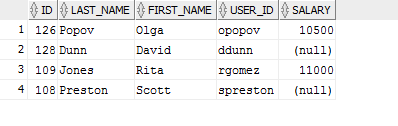 ID LAST_NAME FIRST_NAME USER_ID SALARY
1 126 Popov Olga opopov 10500
2 128 Dunn David ddunn (null)
3 109 Jones Rita rgomez 11000
4 108 Preston Scott spreston (null)